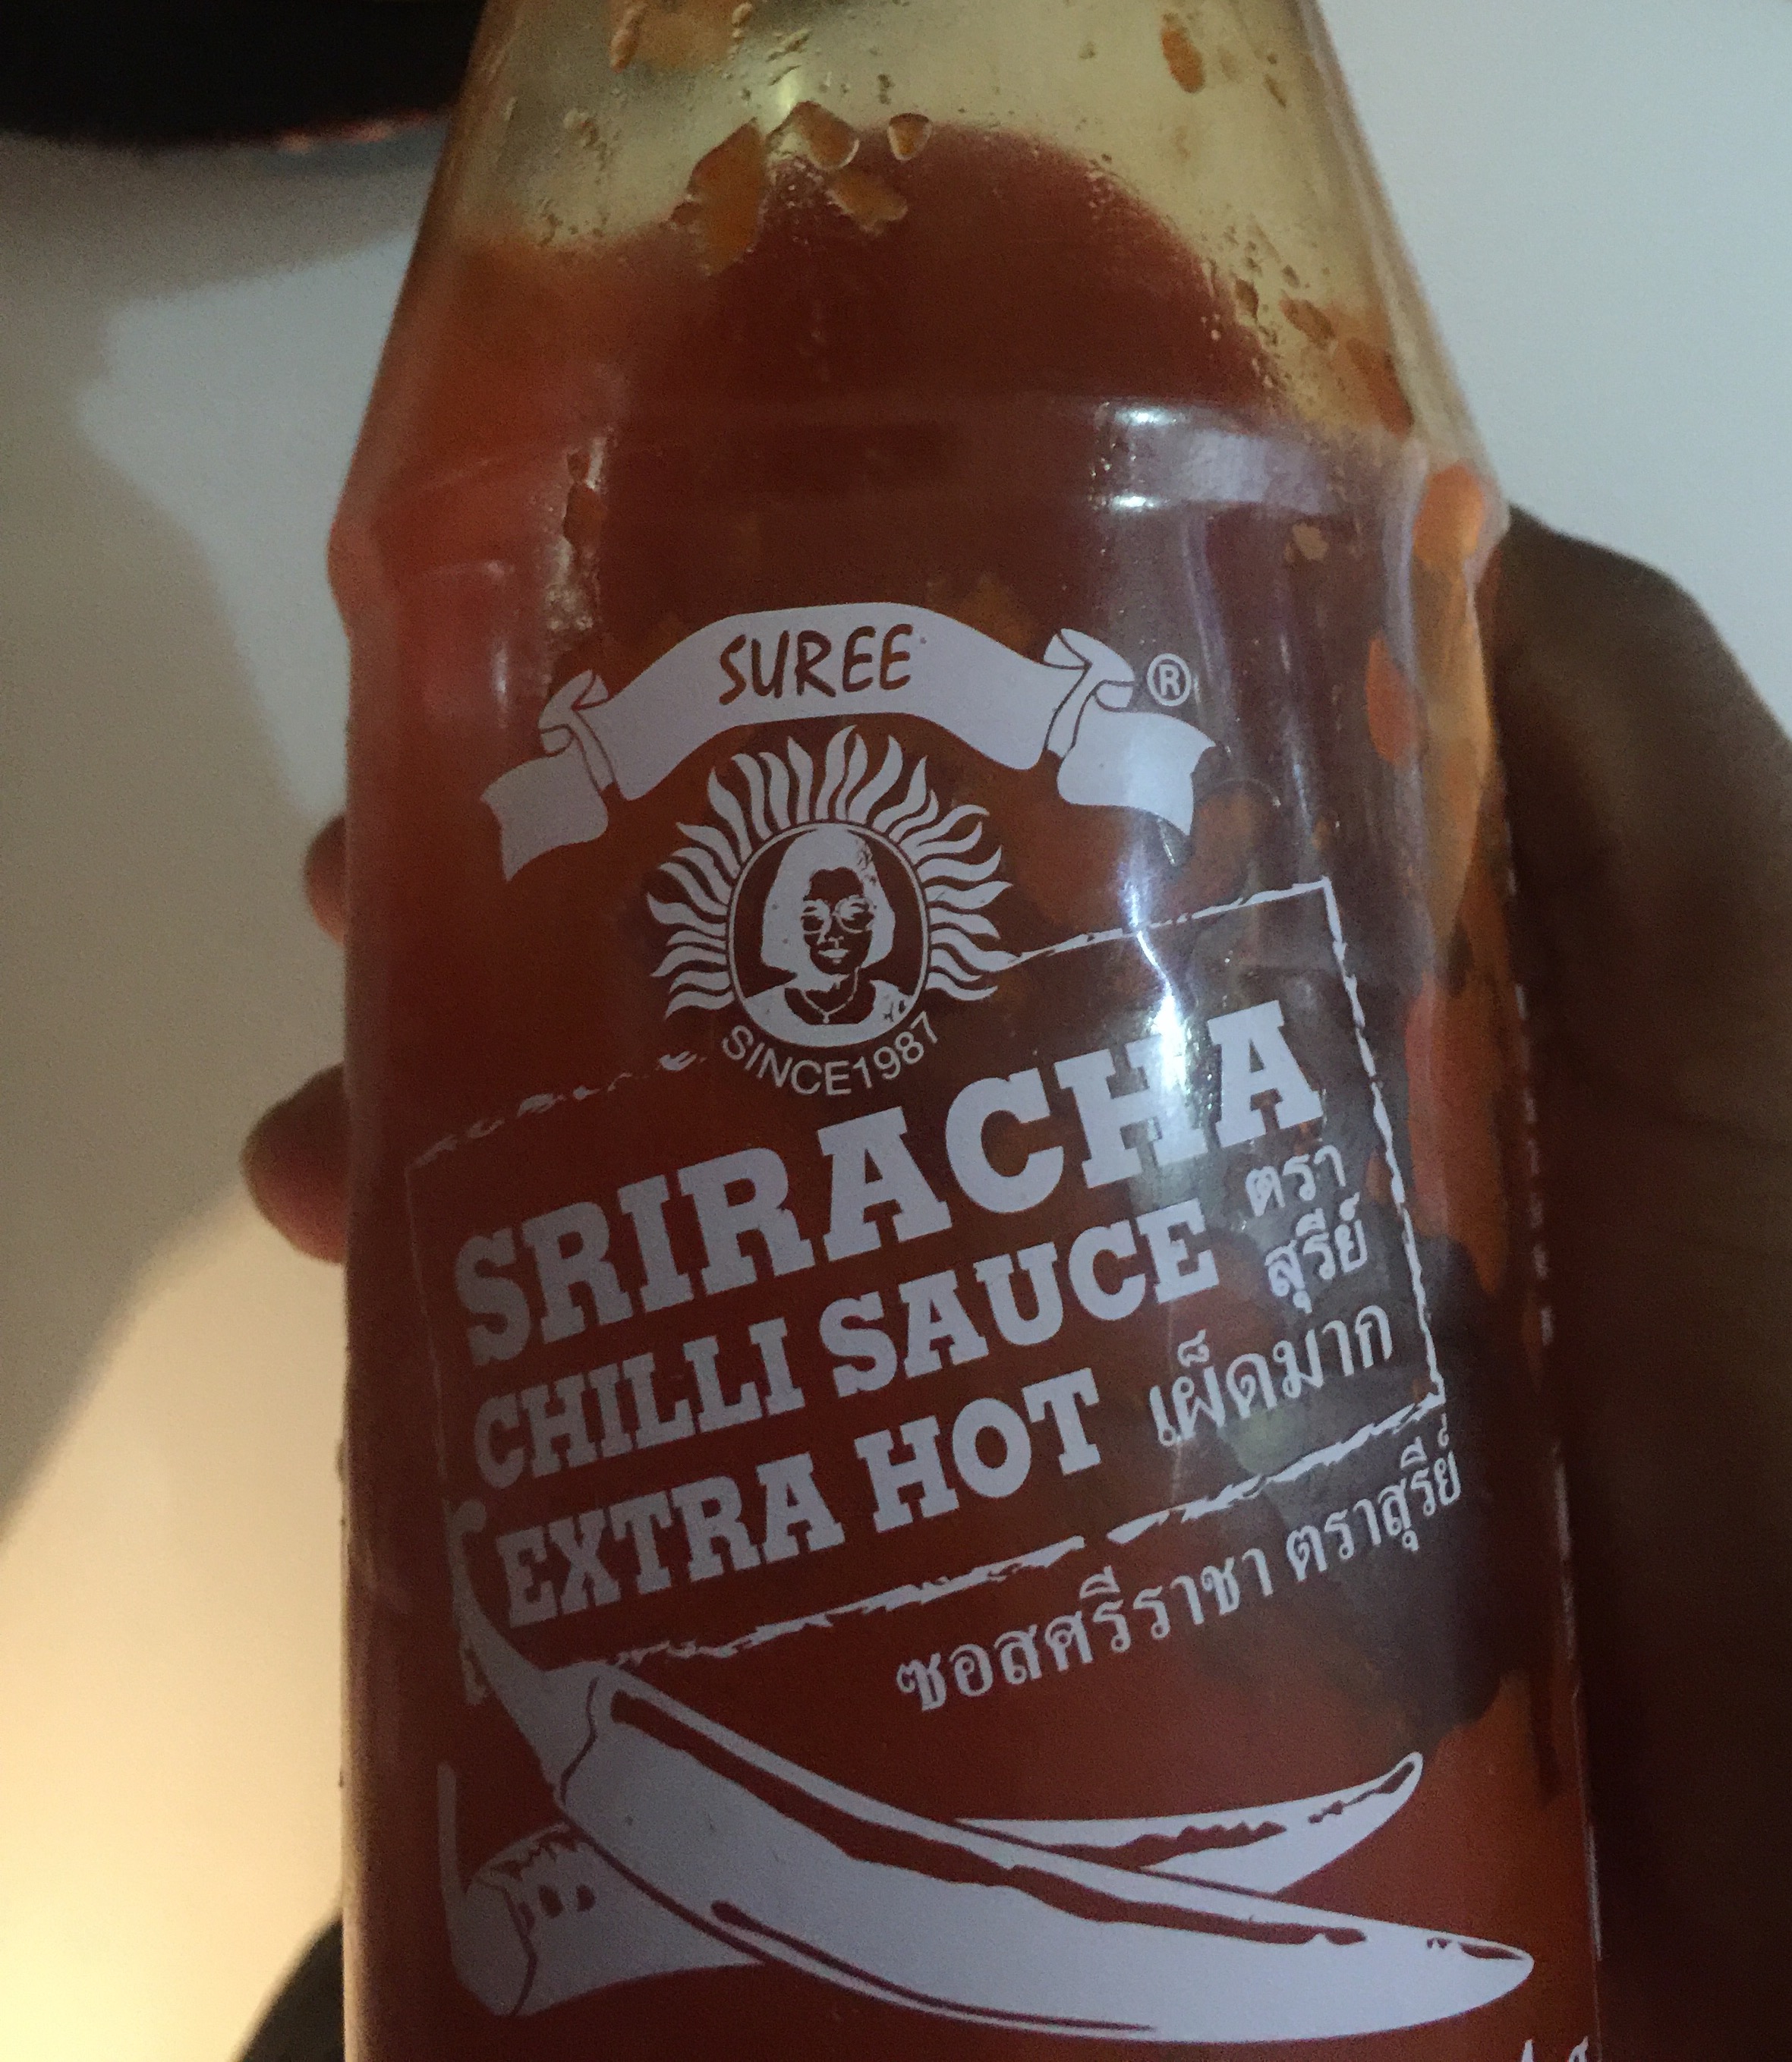 SUREE
®
SINCE1987
SRIRACHA
CHILLI SAUCE ตรา
สุรีย์
EXTRA HOT เผ็ดมาก
ซอสศรีราชา ตราสุรีย์